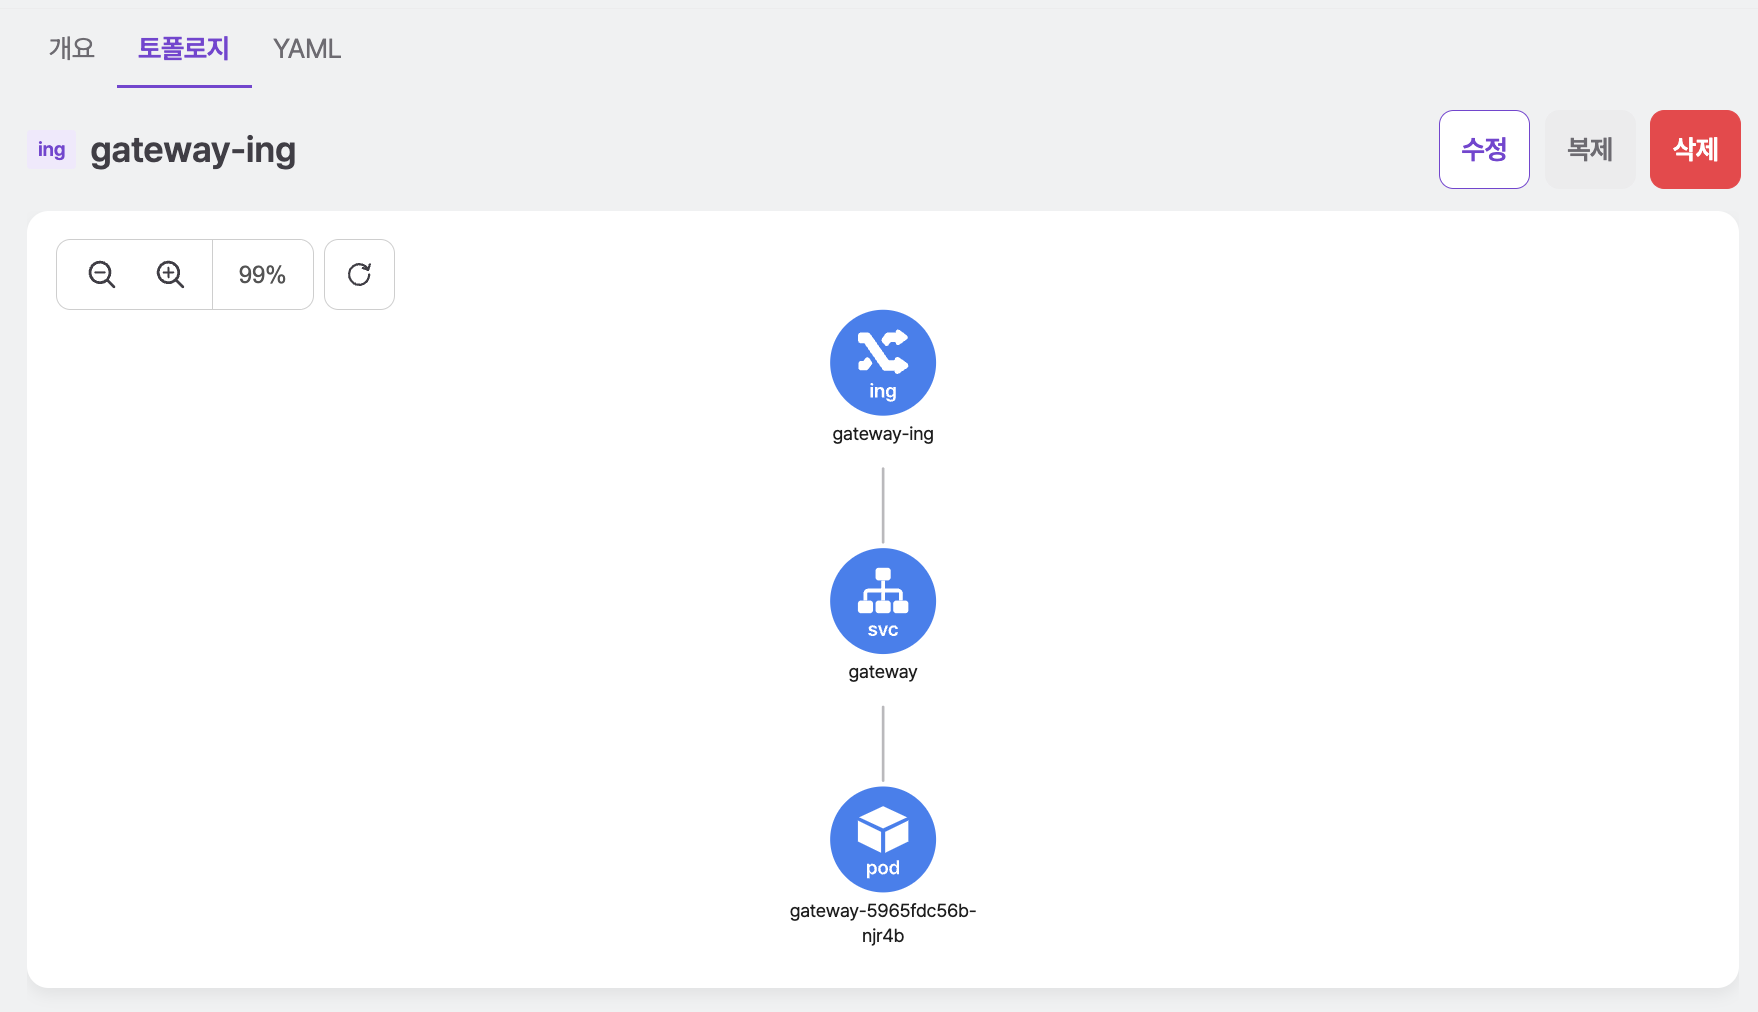 개요 토폴로지 YAML
ing gateway-ing
수정 복제 삭제
99%
ing
gateway-ing
svc
gateway
pod
gateway-5965fdc56b-
njr4b